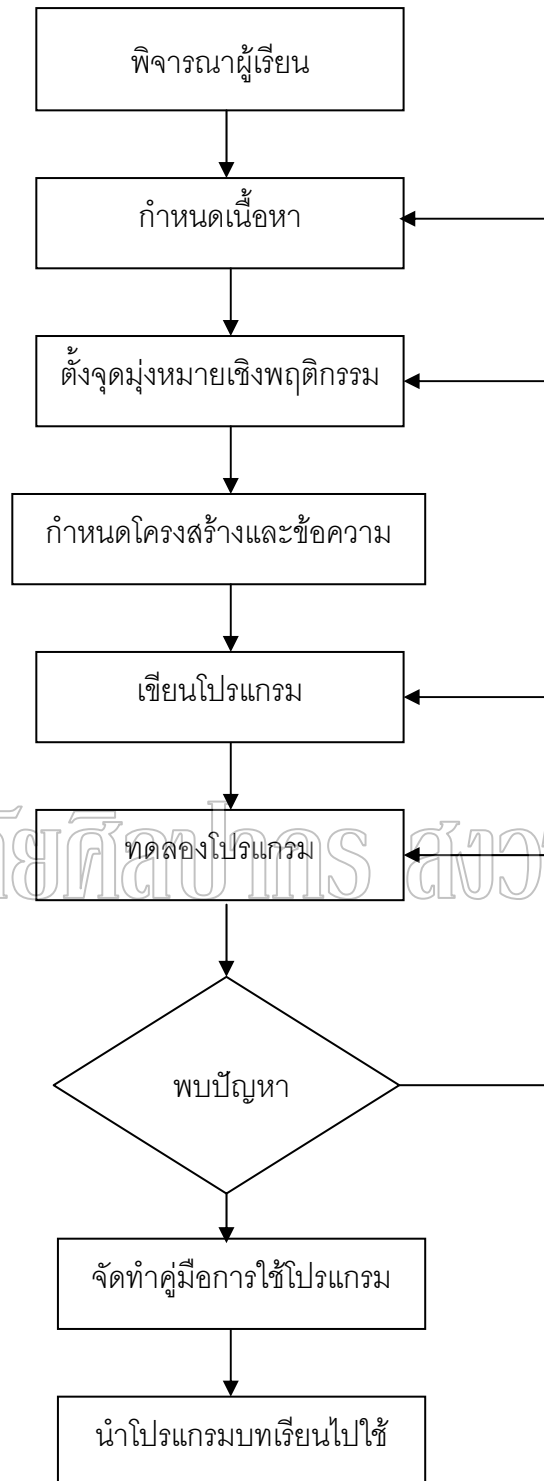 พิจารณาผู้เรียน
กำหนดเนื้อหา
ตั้งจุดมุ่งหมายเชิงพฤติกรรม
กำหนดโครงสร้างและข้อความ
เขียนโปรแกรม
ทดลองโปรแกรม
พบปัญหา
จัดทำคู่มือการใช้โปรแกรม
นำโปรแกรมบทเรียนไปใช้